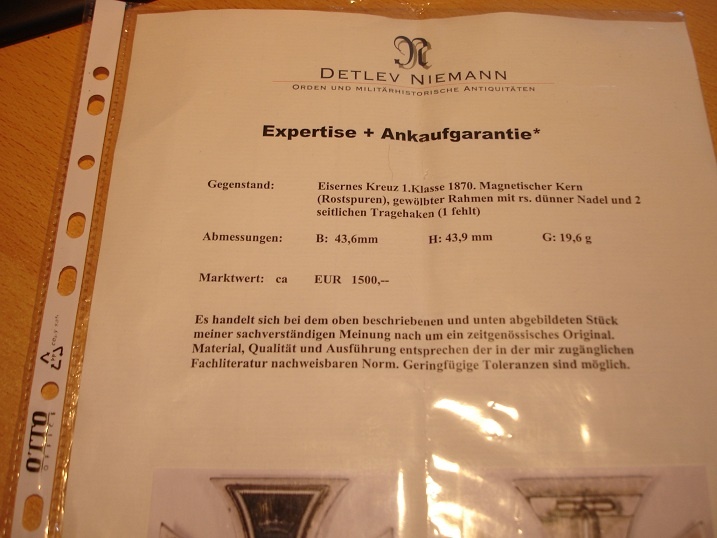 DETLEV NIEMANN
ORDEN UND MILITÄRHISTORISCHE ANTIQUITÄTEN
Expertise + Ankaufgarantie*
Gegenstand: Eisernes Kreuz 1.Klasse 1870. Magnetischer Kern
(Rostspuren), gewölbter Rahmen mit rs. dünner Nadel und 2
seitlichen Tragehaken (1 fehlt)
Abmessungen: B: 43,6mm H: 43,9 mm G: 19,6 g
Marktwert: ca EUR 1500,--
Es handelt sich bei dem oben beschriebenen und unten abgebildeten Stück
meiner sachverständigen Meinung nach um ein zeitgenössisches Original.
Material, Qualität und Ausführung entsprechen der in der mir zugänglichen
Fachliteratur nachweisbaren Norm. Geringfügige Toleranzen sind möglich.